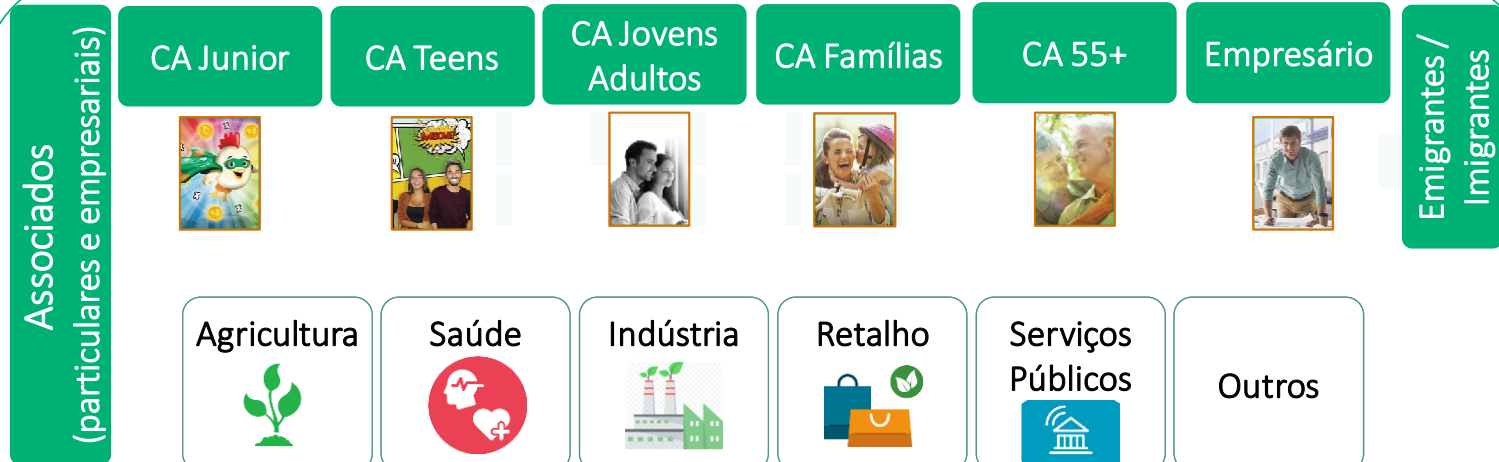 Associados
(particulares e empresariais)
CA Junior
CA Teens
CA Jovens
Adultos
CA Famílias
CA 55+
Empresário
Emigrantes /
Imigrantes
AWESOME!
Agricultura
Saúde
Indústria
Retalho
Serviços
Públicos
Outros